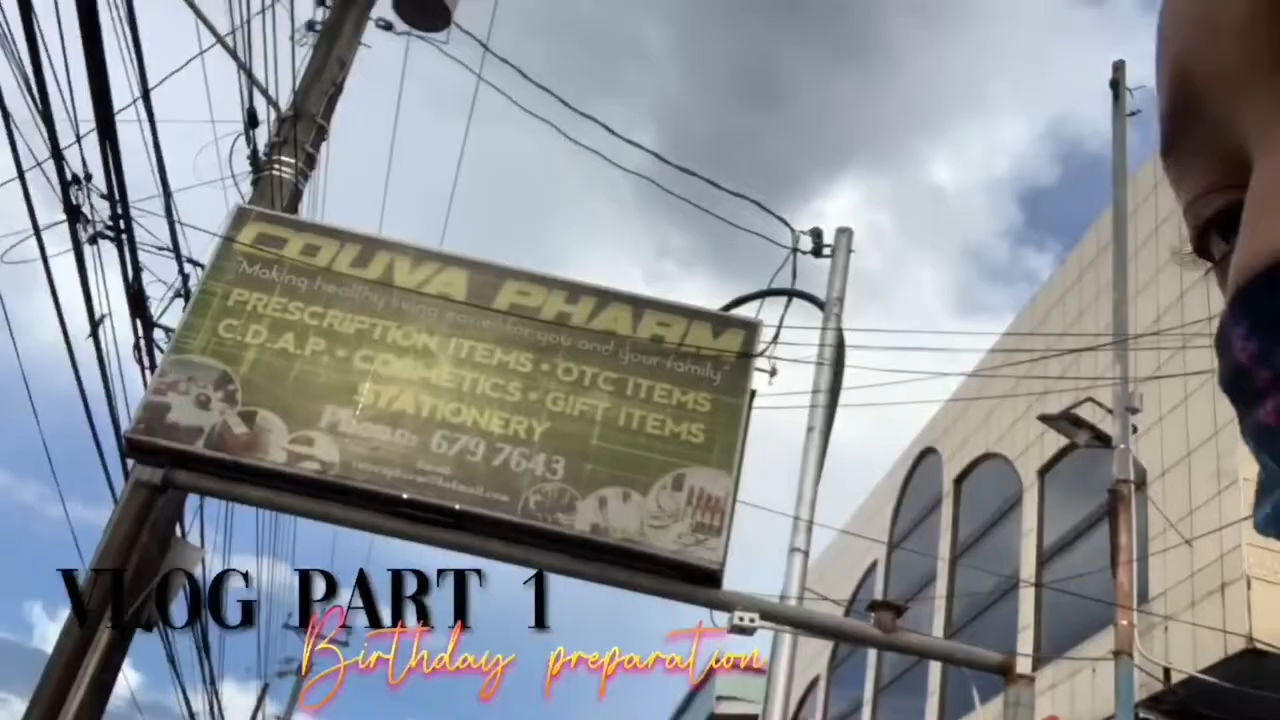 COUVA PHARM
"Making healthy living easier for you and your family"
PRESCRIPTION ITEMS • OTC ITEMS
C.D.A.P. • COSMETICS • GIFT ITEMS
STATIONERY
Phone: 679 7643
VLOG PART 1
Birthday preparation